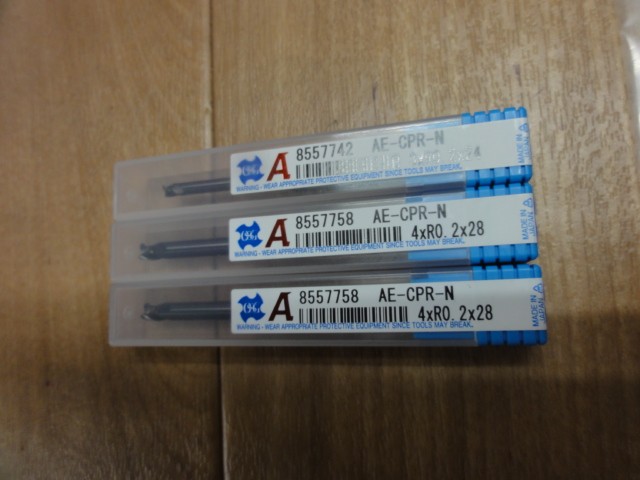 A 8557742 AE-CPR-N
WARNING - WEAR APPROPRIATE PROTECTIVE EQUIPMENT SINCE TOOLS MAY BREAK.
MADE IN JAPAN
OSG A 8557758 AE-CPR-N
4xR0.2x28
WARNING - WEAR APPROPRIATE PROTECTIVE EQUIPMENT SINCE TOOLS MAY BREAK.
MADE IN JAPAN
OSG A 8557758 AE-CPR-N
4xR0.2x28
WARNING - WEAR APPROPRIATE PROTECTIVE EQUIPMENT SINCE TOOLS MAY BREAK.
MADE IN JAPAN